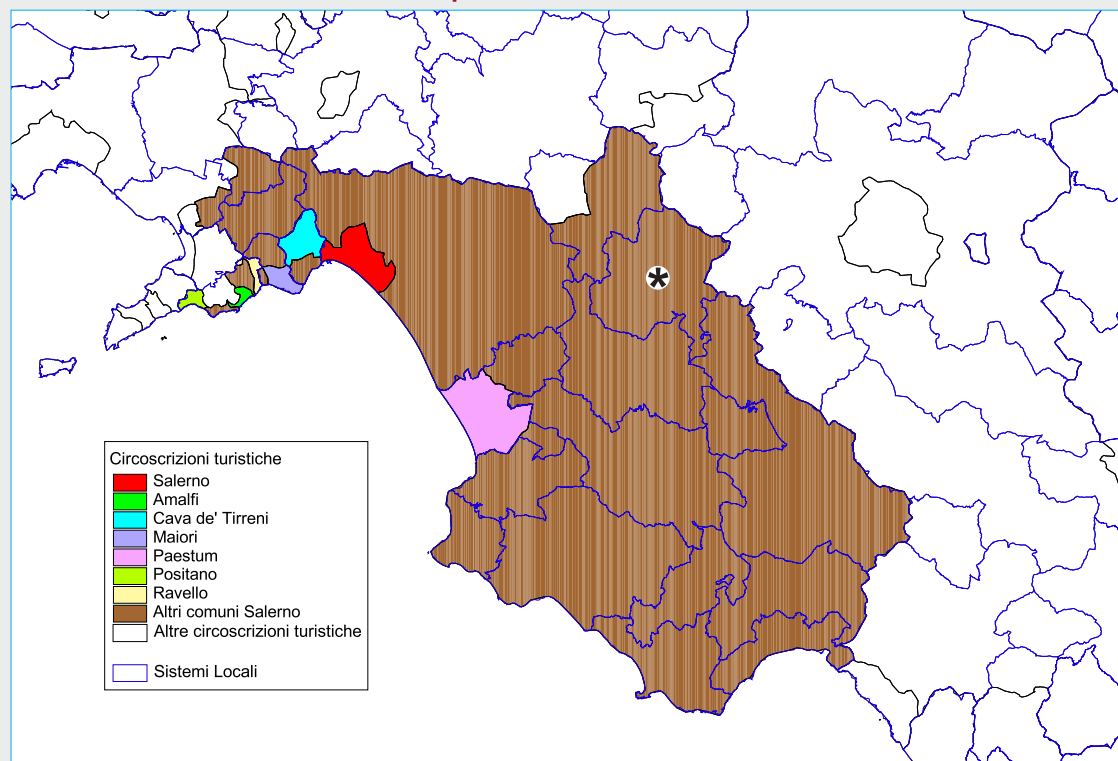 Circoscrizioni turistiche
Salerno
Amalfi
Cava de' Tirreni
Maiori
Paestum
Positano
Ravello
Altri comuni Salerno
Altre circoscrizioni turistiche
Sistemi Locali
*